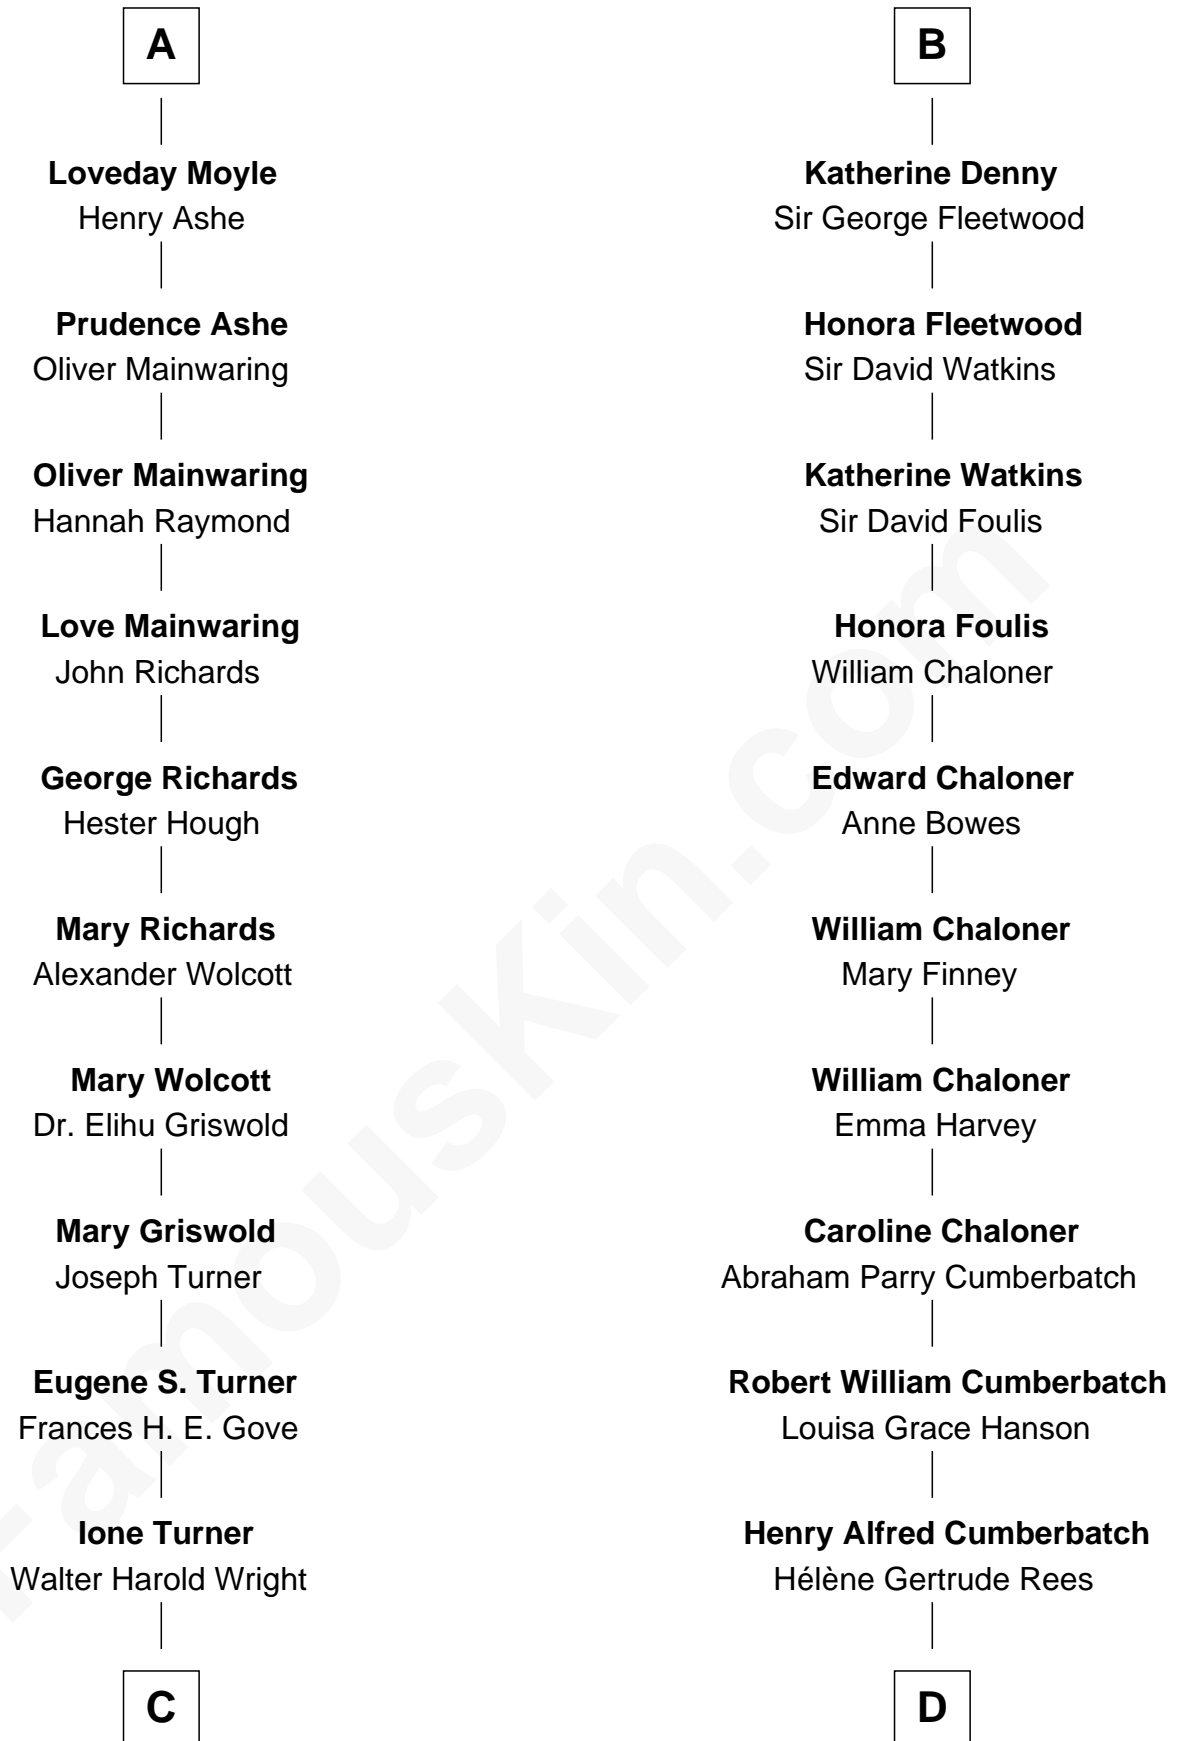 A
Loveday Moyle
Henry Ashe
Prudence Ashe
Oliver Mainwaring
Oliver Mainwaring
Hannah Raymond
Love Mainwaring
John Richards
George Richards
Hester Hough
Mary Richards
Alexander Wolcott
Mary Wolcott
Dr. Elihu Griswold
Mary Griswold
Joseph Turner
Eugene S. Turner
Frances H. E. Gove
Ione Turner
Walter Harold Wright
C
B
Katherine Denny
Sir George Fleetwood
Honora Fleetwood
Sir David Watkins
Katherine Watkins
Sir David Foulis
Honora Foulis
William Chaloner
Edward Chaloner
Anne Bowes
William Chaloner
Mary Finney
William Chaloner
Emma Harvey
Caroline Chaloner
Abraham Parry Cumberbatch
Robert William Cumberbatch
Louisa Grace Hanson
Henry Alfred Cumberbatch
Hélène Gertrude Rees
D
FamousKin.com